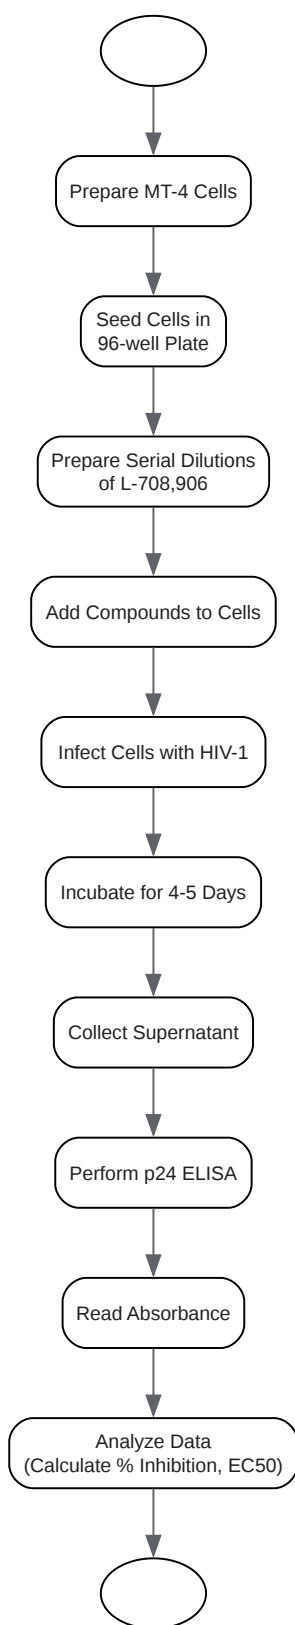 Prepare MT-4 Cells
Seed Cells in
96-well Plate
Prepare Serial Dilutions
of L-708,906
Add Compounds to Cells
Infect Cells with HIV-1
Incubate for 4-5 Days
Collect Supernatant
Perform p24 ELISA
Read Absorbance
Analyze Data
(Calculate % Inhibition, EC50)